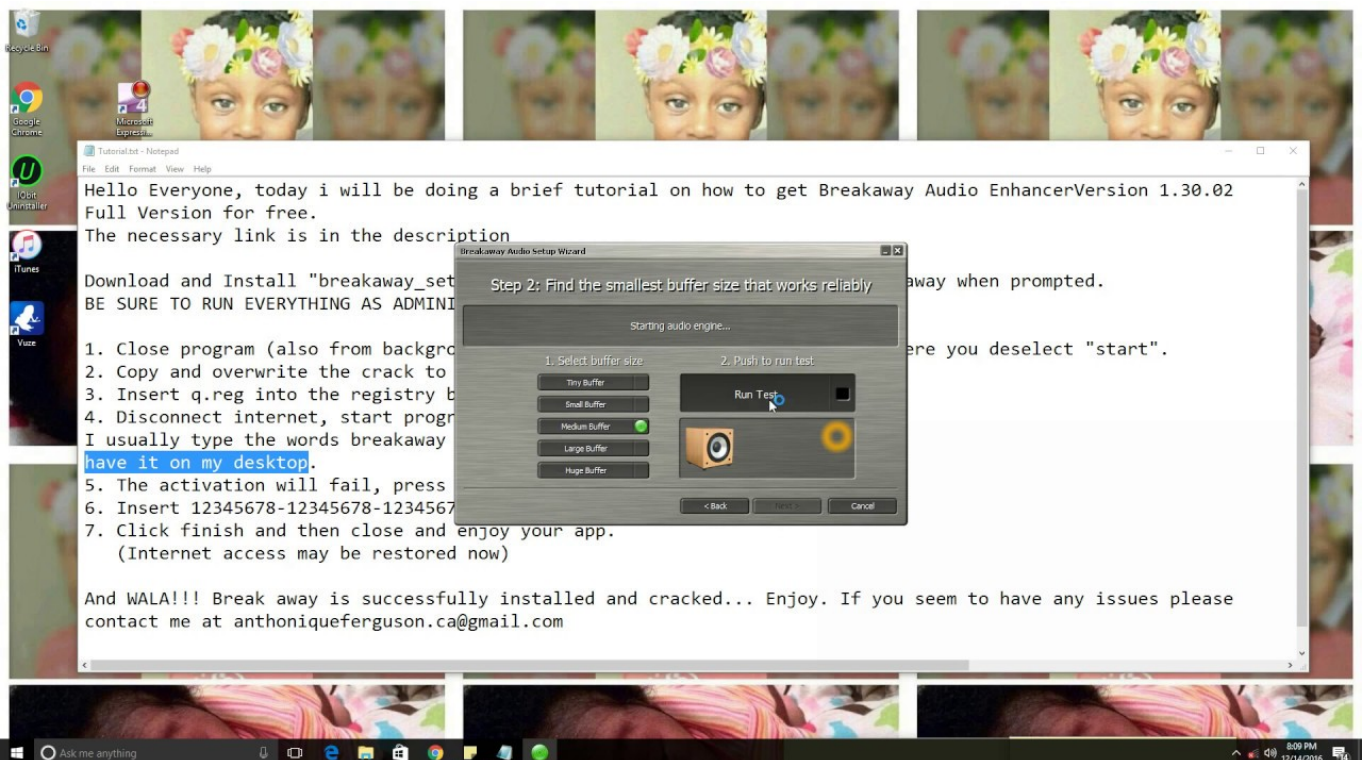 Recycle Bin
Google
Chrome
Microsoft
Expressi...
IObit
Uninstaller
iTunes
Vuze
Tutorial.txt - Notepad
File Edit Format View Help
Hello Everyone, today i will be doing a brief tutorial on how to get Breakaway Audio EnhancerVersion 1.30.02
Full Version for free.
The necessary link is in the description
Download and Install "breakaway_set
away when prompted.
BE SURE TO RUN EVERYTHING AS ADMINI
1. Close program (also from backgro
ere you deselect "start".
2. Copy and overwrite the crack to
3. Insert q.reg into the registry b
4. Disconnect internet, start progr
I usually type the words breakaway
have it on my desktop.
5. The activation will fail, press
6. Insert 12345678-12345678-1234567
7. Click finish and then close and enjoy your app.
(Internet access may be restored now)
And WALA!!! Break away is successfully installed and cracked... Enjoy. If you seem to have any issues please
contact me at anthoniqueferguson.ca@gmail.com
Breakaway Audio Setup Wizard
Step 2: Find the smallest buffer size that works reliably
Starting audio engine...
1. Select buffer size
2. Push to run test
Tiny Buffer
Small Buffer
Medium Buffer
Large Buffer
Huge Buffer
Run Test
< Back
Next >
Cancel
Ask me anything
8:09 PM
12/14/2016